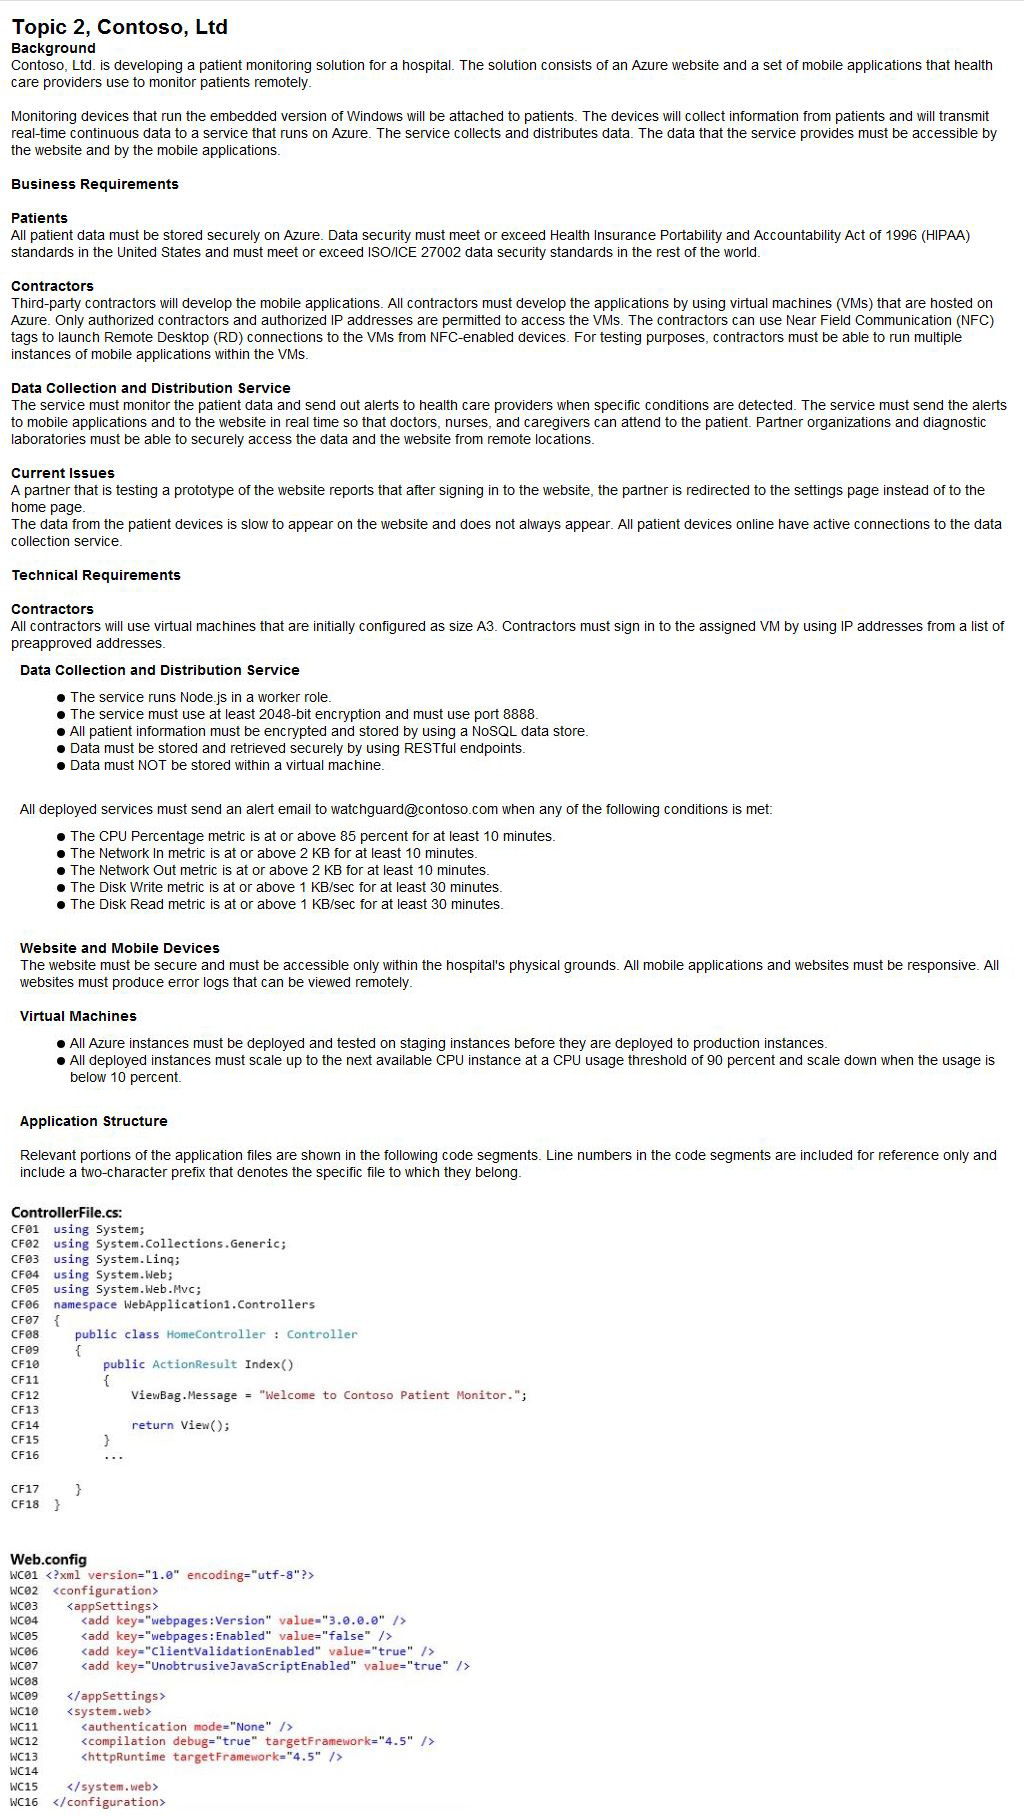 Topic 2, Contoso, Ltd
Background
Contoso, Ltd. is developing a patient monitoring solution for a hospital. The solution consists of an Azure website and a set of mobile applications that health
care providers use to monitor patients remotely.
Monitoring devices that run the embedded version of Windows will be attached to patients. The devices will collect information from patients and will transmit
real-time continuous data to a service that runs on Azure. The service collects and distributes data. The data that the service provides must be accessible by
the website and by the mobile applications.
Business Requirements
Patients
All patient data must be stored securely on Azure. Data security must meet or exceed Health Insurance Portability and Accountability Act of 1996 (HIPAA)
standards in the United States and must meet or exceed ISO/ICE 27002 data security standards in the rest of the world.
Contractors
Third-party contractors will develop the mobile applications. All contractors must develop the applications by using virtual machines (VMs) that are hosted on
Azure. Only authorized contractors and authorized IP addresses are permitted to access the VMs. The contractors can use Near Field Communication (NFC)
tags to launch Remote Desktop (RD) connections to the VMs from NFC-enabled devices. For testing purposes, contractors must be able to run multiple
instances of mobile applications within the VMs.
Data Collection and Distribution Service
The service must monitor the patient data and send out alerts to health care providers when specific conditions are detected. The service must send the alerts
to mobile applications and to the website in real time so that doctors, nurses, and caregivers can attend to the patient. Partner organizations and diagnostic
laboratories must be able to securely access the data and the website from remote locations.
Current Issues
A partner that is testing a prototype of the website reports that after signing in to the website, the partner is redirected to the settings page instead of to the
home page.
The data from the patient devices is slow to appear on the website and does not always appear. All patient devices online have active connections to the data
collection service.
Technical Requirements
Contractors
All contractors will use virtual machines that are initially configured as size A3. Contractors must sign in to the assigned VM by using IP addresses from a list of
preapproved addresses.
Data Collection and Distribution Service
● The service runs Node.js in a worker role.
● The service must use at least 2048-bit encryption and must use port 8888.
● All patient information must be encrypted and stored by using a NoSQL data store.
● Data must be stored and retrieved securely by using RESTful endpoints.
● Data must NOT be stored within a virtual machine.
All deployed services must send an alert email to watchguard@contoso.com when any of the following conditions is met:
● The CPU Percentage metric is at or above 85 percent for at least 10 minutes.
● The Network In metric is at or above 2 KB for at least 10 minutes.
● The Network Out metric is at or above 2 KB for at least 10 minutes.
● The Disk Write metric is at or above 1 KB/sec for at least 30 minutes.
● The Disk Read metric is at or above 1 KB/sec for at least 30 minutes.
Website and Mobile Devices
The website must be secure and must be accessible only within the hospital's physical grounds. All mobile applications and websites must be responsive. All
websites must produce error logs that can be viewed remotely.
Virtual Machines
● All Azure instances must be deployed and tested on staging instances before they are deployed to production instances.
● All deployed instances must scale up to the next available CPU instance at a CPU usage threshold of 90 percent and scale down when the usage is
below 10 percent.
Application Structure
Relevant portions of the application files are shown in the following code segments. Line numbers in the code segments are included for reference only and
include a two-character prefix that denotes the specific file to which they belong.
ControllerFile.cs:
CF01 using System;
CF02 using System.Collections.Generic;
CF03 using System.Linq;
CF04 using System.Web;
CF05 using System.Web.Mvc;
CF06 namespace WebApplication1.Controllers
CF07 {
CF08 public class HomeController : Controller
CF09 {
CF10 public ActionResult Index()
CF11 {
CF12 ViewBag.Message = "Welcome to Contoso Patient Monitor.";
CF13
CF14 return View();
CF15 }
CF16 ...
CF17 }
CF18 }
Web.config
WC01 <?xml version="1.0" encoding="utf-8"?>
WC02 <configuration>
WC03 <appSettings>
WC04 <add key="webpages:Version" value="3.0.0.0" />
WC05 <add key="webpages:Enabled" value="false" />
WC06 <add key="ClientValidationEnabled" value="true" />
WC07 <add key="UnobtrusiveJavaScriptEnabled" value="true" />
WC08
WC09 </appSettings>
WC10 <system.web>
WC11 <authentication mode="None" />
WC12 <compilation debug="true" targetFramework="4.5" />
WC13 <httpRuntime targetFramework="4.5" />
WC14
WC15 </system.web>
WC16 </configuration>